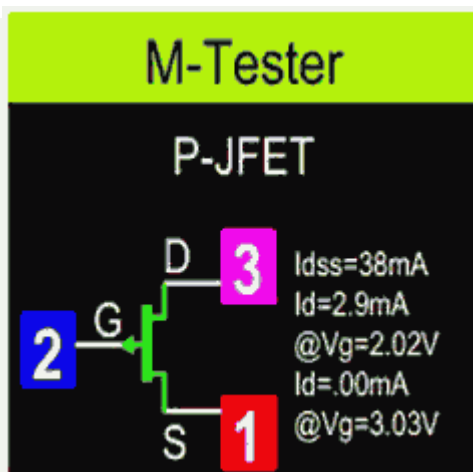 M-Tester
P-JFET
D
3
Idss=38mA
Id=2.9mA
2
G
@Vg=2.02V
Id=.00mA
S
1
@Vg=3.03V